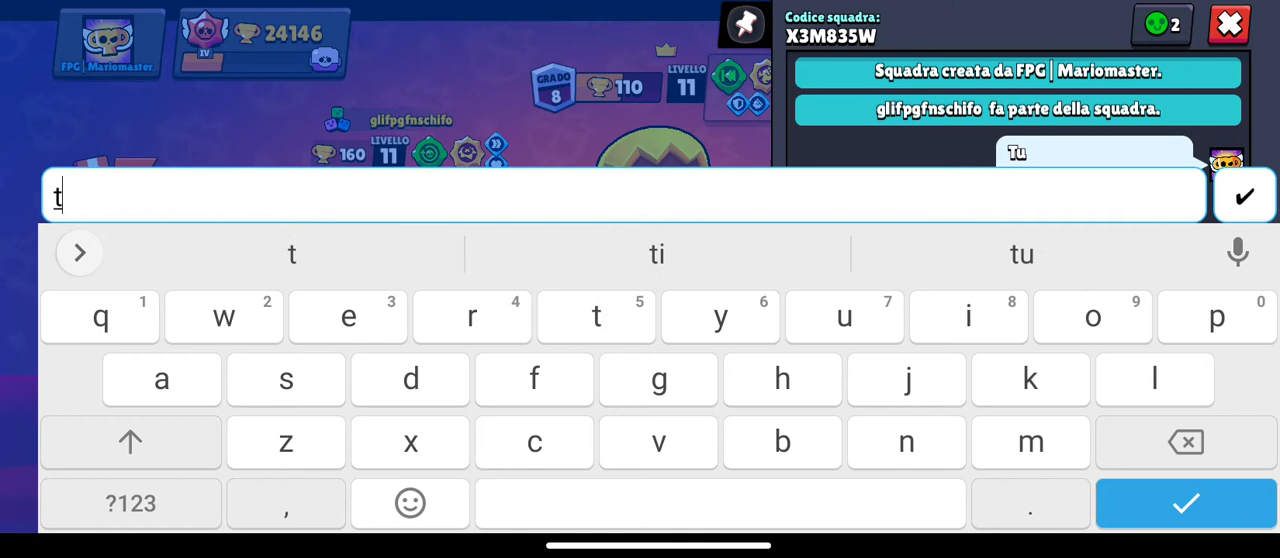 FPG | Mariomaster
IV
24146
Codice squadra:
X3M835W
2
Squadra creata da FPG | Mariomaster.
glifpgfnschifo fa parte della squadra.
Tu
GRADO
8
110
LIVELLO
11
glifpgfnschifo
160
LIVELLO
11
t
t ti tu
q 1 w 2 e 3 r 4 t 5 y 6 u 7 i 8 o 9 p 0
a s d f g h j k l
z x c v b n m
?123 , .